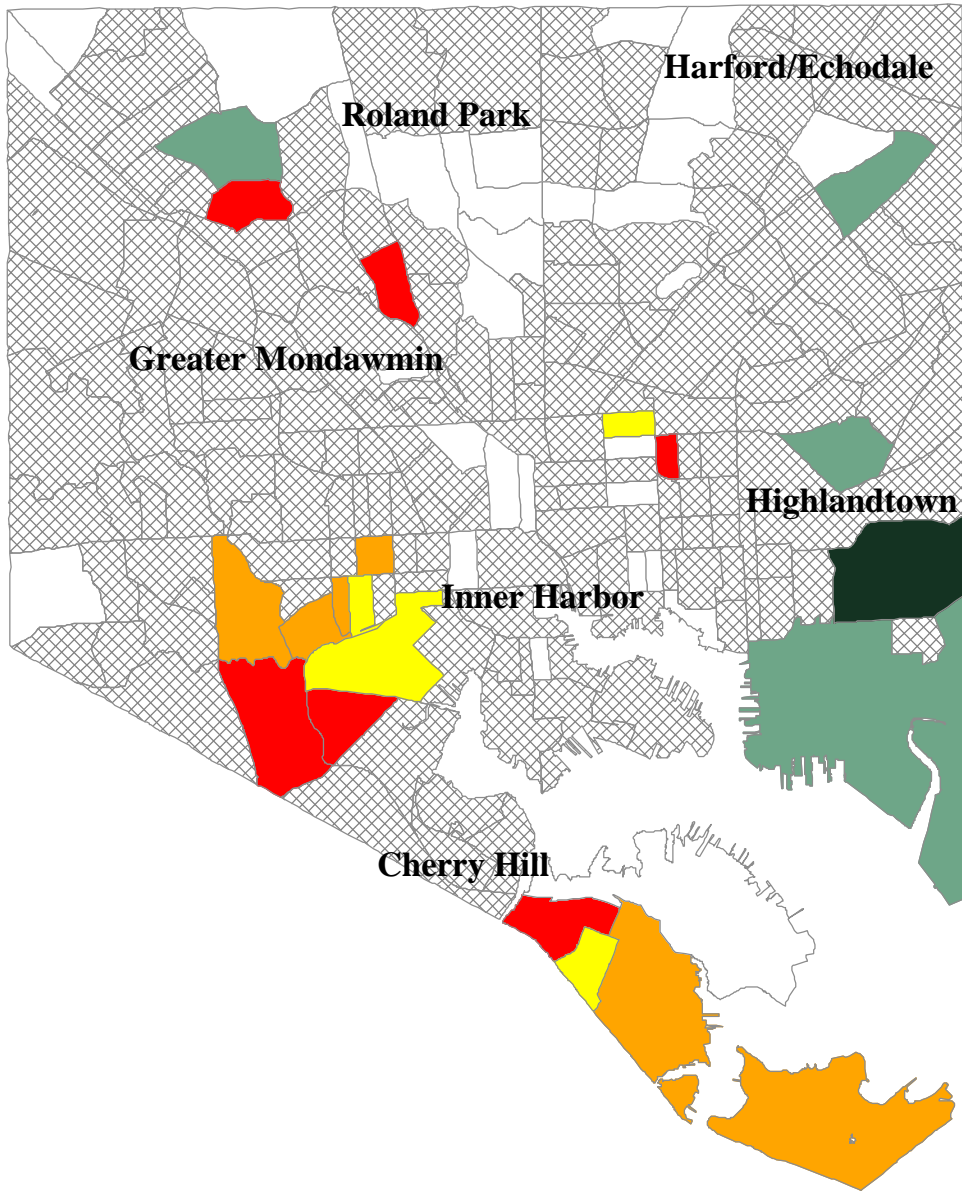 Harford/Echodale
Roland Park
Greater Mondawmin
Highlandtown
Inner Harbor
Cherry Hill